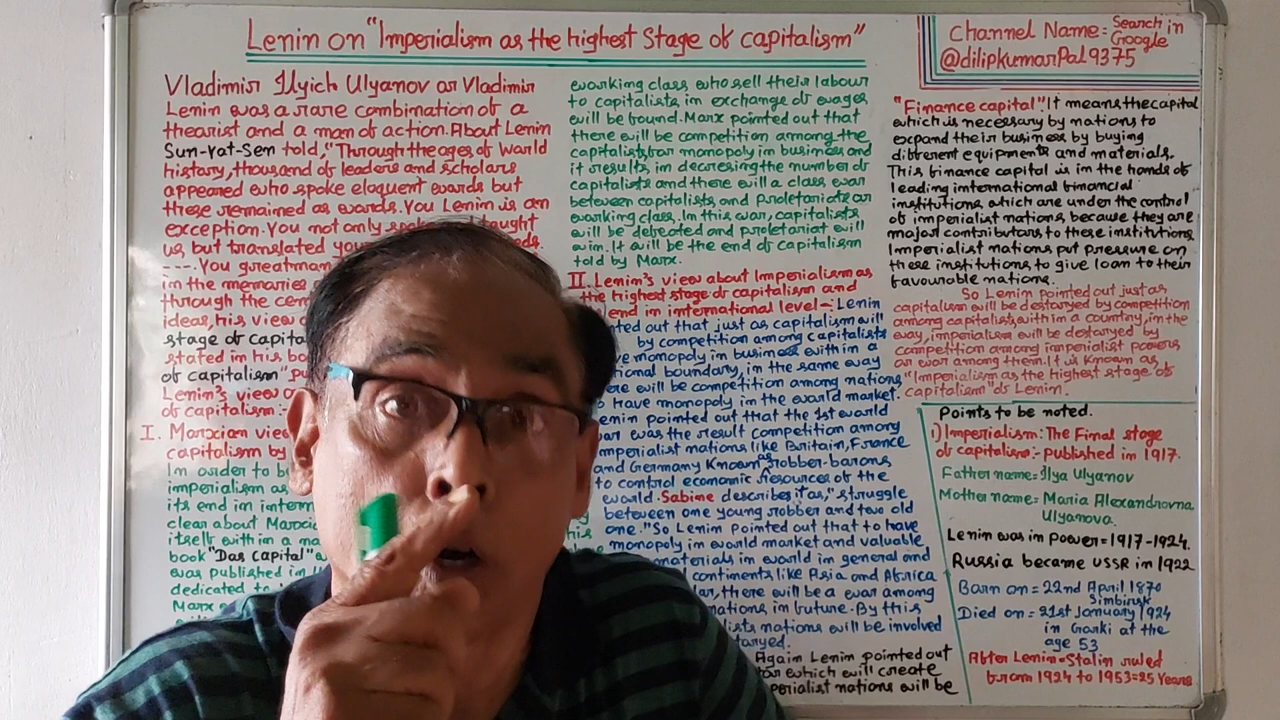 Lenin on "Imperialism as the highest Stage of capitalism"
Channel Name:= Search in Google
@dilipkumarPal9375
Vladimir Ilyich Ulyanov or Vladimir
Lenin was a rare combination of a
theorist and a man of action. About Lenin
Sun-Yat-Sen told, "Through the ages of world
history, thousand of leaders and scholars
appeared who spoke eloquent words but
these remained as words. You Lenin is an
exception. You not only taught
us, but translated
----. You great man
in the memories
through the cen
ideas, his view
stage of capita
stated in his bo
of capitalism"
Lenin's view o
of capitalism :-
I. Marxian view
capitalism by
In order to be
imperialism as
its end in intern
clear about Marxia
itself within a na
book "Das Capital"
was published in
dedicated to
Marx
working class who sell their labour
to capitalists in exchange of wages
will be found. Marx pointed out that
there will be competition among the
capitalists for monopoly in business and
it results in decresing the number of
capitalists and there will a class war
between capitalists and proletariats or
working class. In this war, capitalists
will be defeated and proletariat will
win. It will be the end of capitalism
told by Marx.
II. Lenin's view about Imperialism as
the highest stage of capitalism and
end in international level:- Lenin
nted out that just as capitalism will
by competition among capitalists
ve monopoly in business within a
ional boundary, in the same way
ere will be competition among nations
o have monopoly in the world market.
enin pointed out that the 1st world
war was the result competition among
imperialist nations like Britain, France
and Germany Known as robber-barons
to control economic resources of the
world. Sabine describes it as, "struggle
between one young robber and two old
one." So Lenin pointed out that to have
monopoly in world market and valuable
materials in world in general and
continents like Asia and Africa
lar, there will be a war among
nations in future. By this
lists nations will be involved
troyed.
Again Lenin pointed out
war which will create
perialist nations will be
"Finance capital" It means the capital
which is necessary by nations to
expand their business by buying
different equipments and materials.
This finance capital is in the hands of
leading international financial
institutions which are under the control
of imperialist nations because they are
major contributors to these institutions.
Imperialist nations put pressure on
these institutions to give loan to their
favourable nations.
So Lenin pointed out just as
capitalism will be destroyed by competition
among capitalists, within a country, in the
way, imperialism will be destroyed by
competition among imperialist powers
or war among them. It is known as
"Imperialism as the highest stage of
capitalism" of Lenin.
Points to be noted.
i) Imperialism: The Final stage
of capitalism:- published in 1917.
Father name= Ilya Ulyanov
Mother name= Maria Alexandrovna
Ulyanova.
Lenin was in power= 1917-1924.
Russia became USSR in 1922
Born on = 22nd April 1870
Simbirsk
Died on = 21st January 1924
in Gorki at the
age 53
After Lenin=Stalin ruled
from 1924 to 1953=25 Years